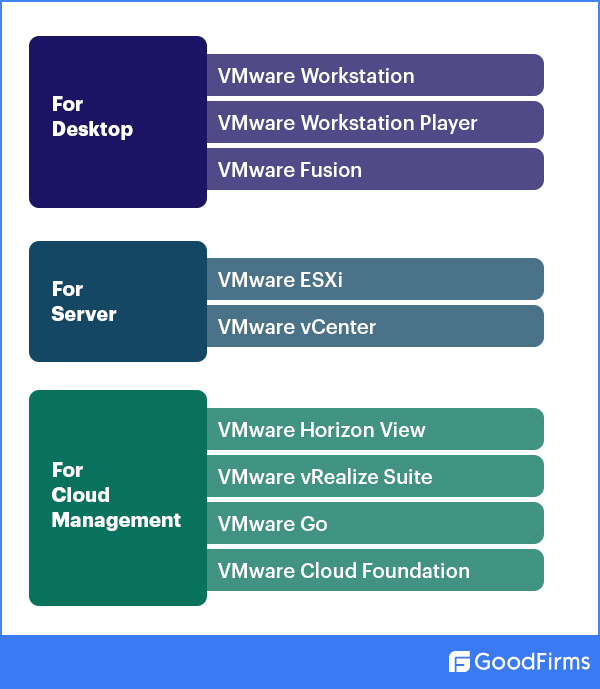 For
Desktop
VMware Workstation
VMware Workstation Player
VMware Fusion
For
Server
VMware ESXi
VMware vCenter
For
Cloud
Management
VMware Horizon View
VMware vRealize Suite
VMware Go
VMware Cloud Foundation
GoodFirms